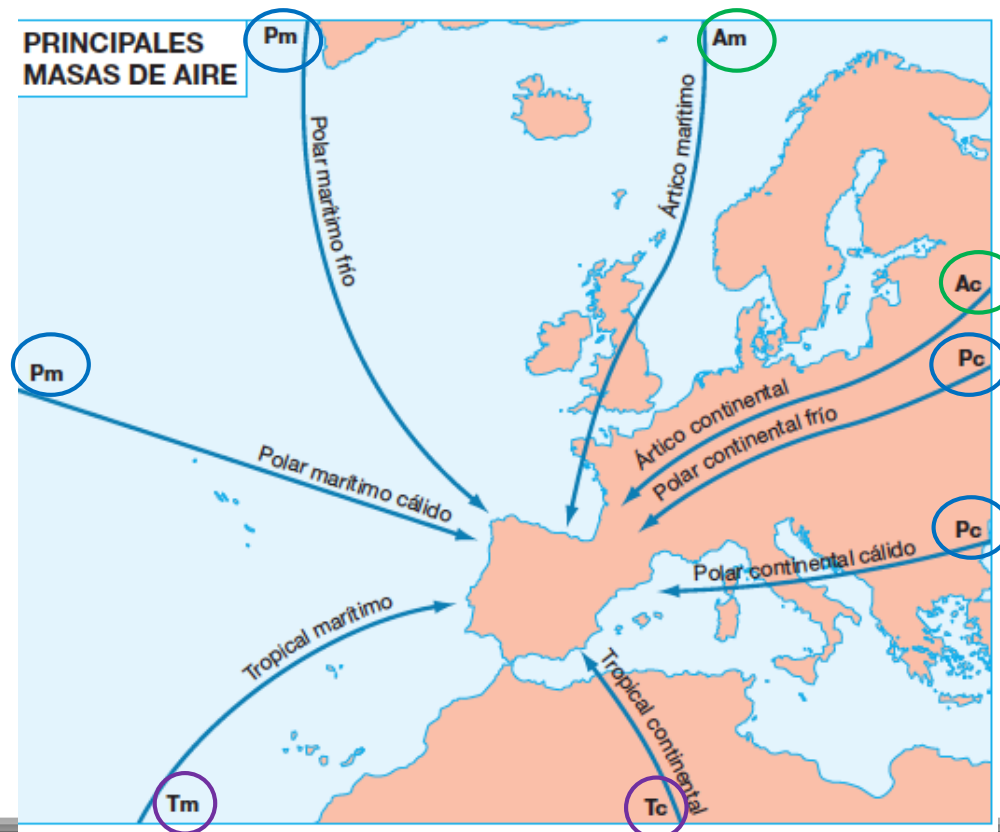 PRINCIPALES
MASAS DE AIRE
Pm
Am
Polar marítimo frío
Ártico marítimo
Ac
Pc
Pm
Ártico continental
Polar continental frío
Polar marítimo cálido
Pc
Polar continental cálido
Tropical marítimo
Tropical continental
Tm
Tc